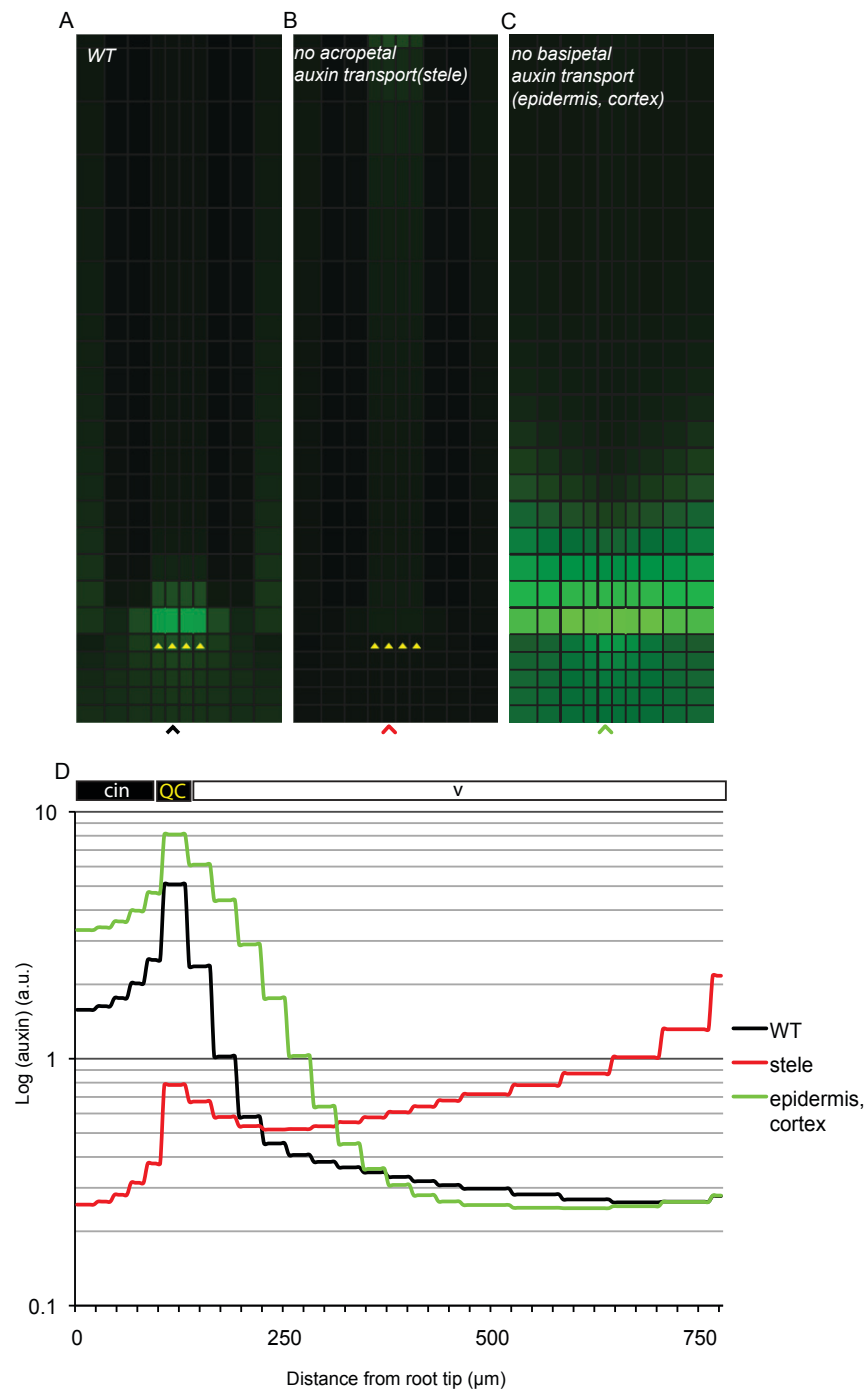 A
WT
B
no acropetal
auxin transport(stele)
C
no basipetal
auxin transport
(epidermis, cortex)
D
cin
QC
v
10
1
0.1
Log (auxin) (a.u.)
0
250
500
750
Distance from root tip (µm)
WT
stele
epidermis,
cortex